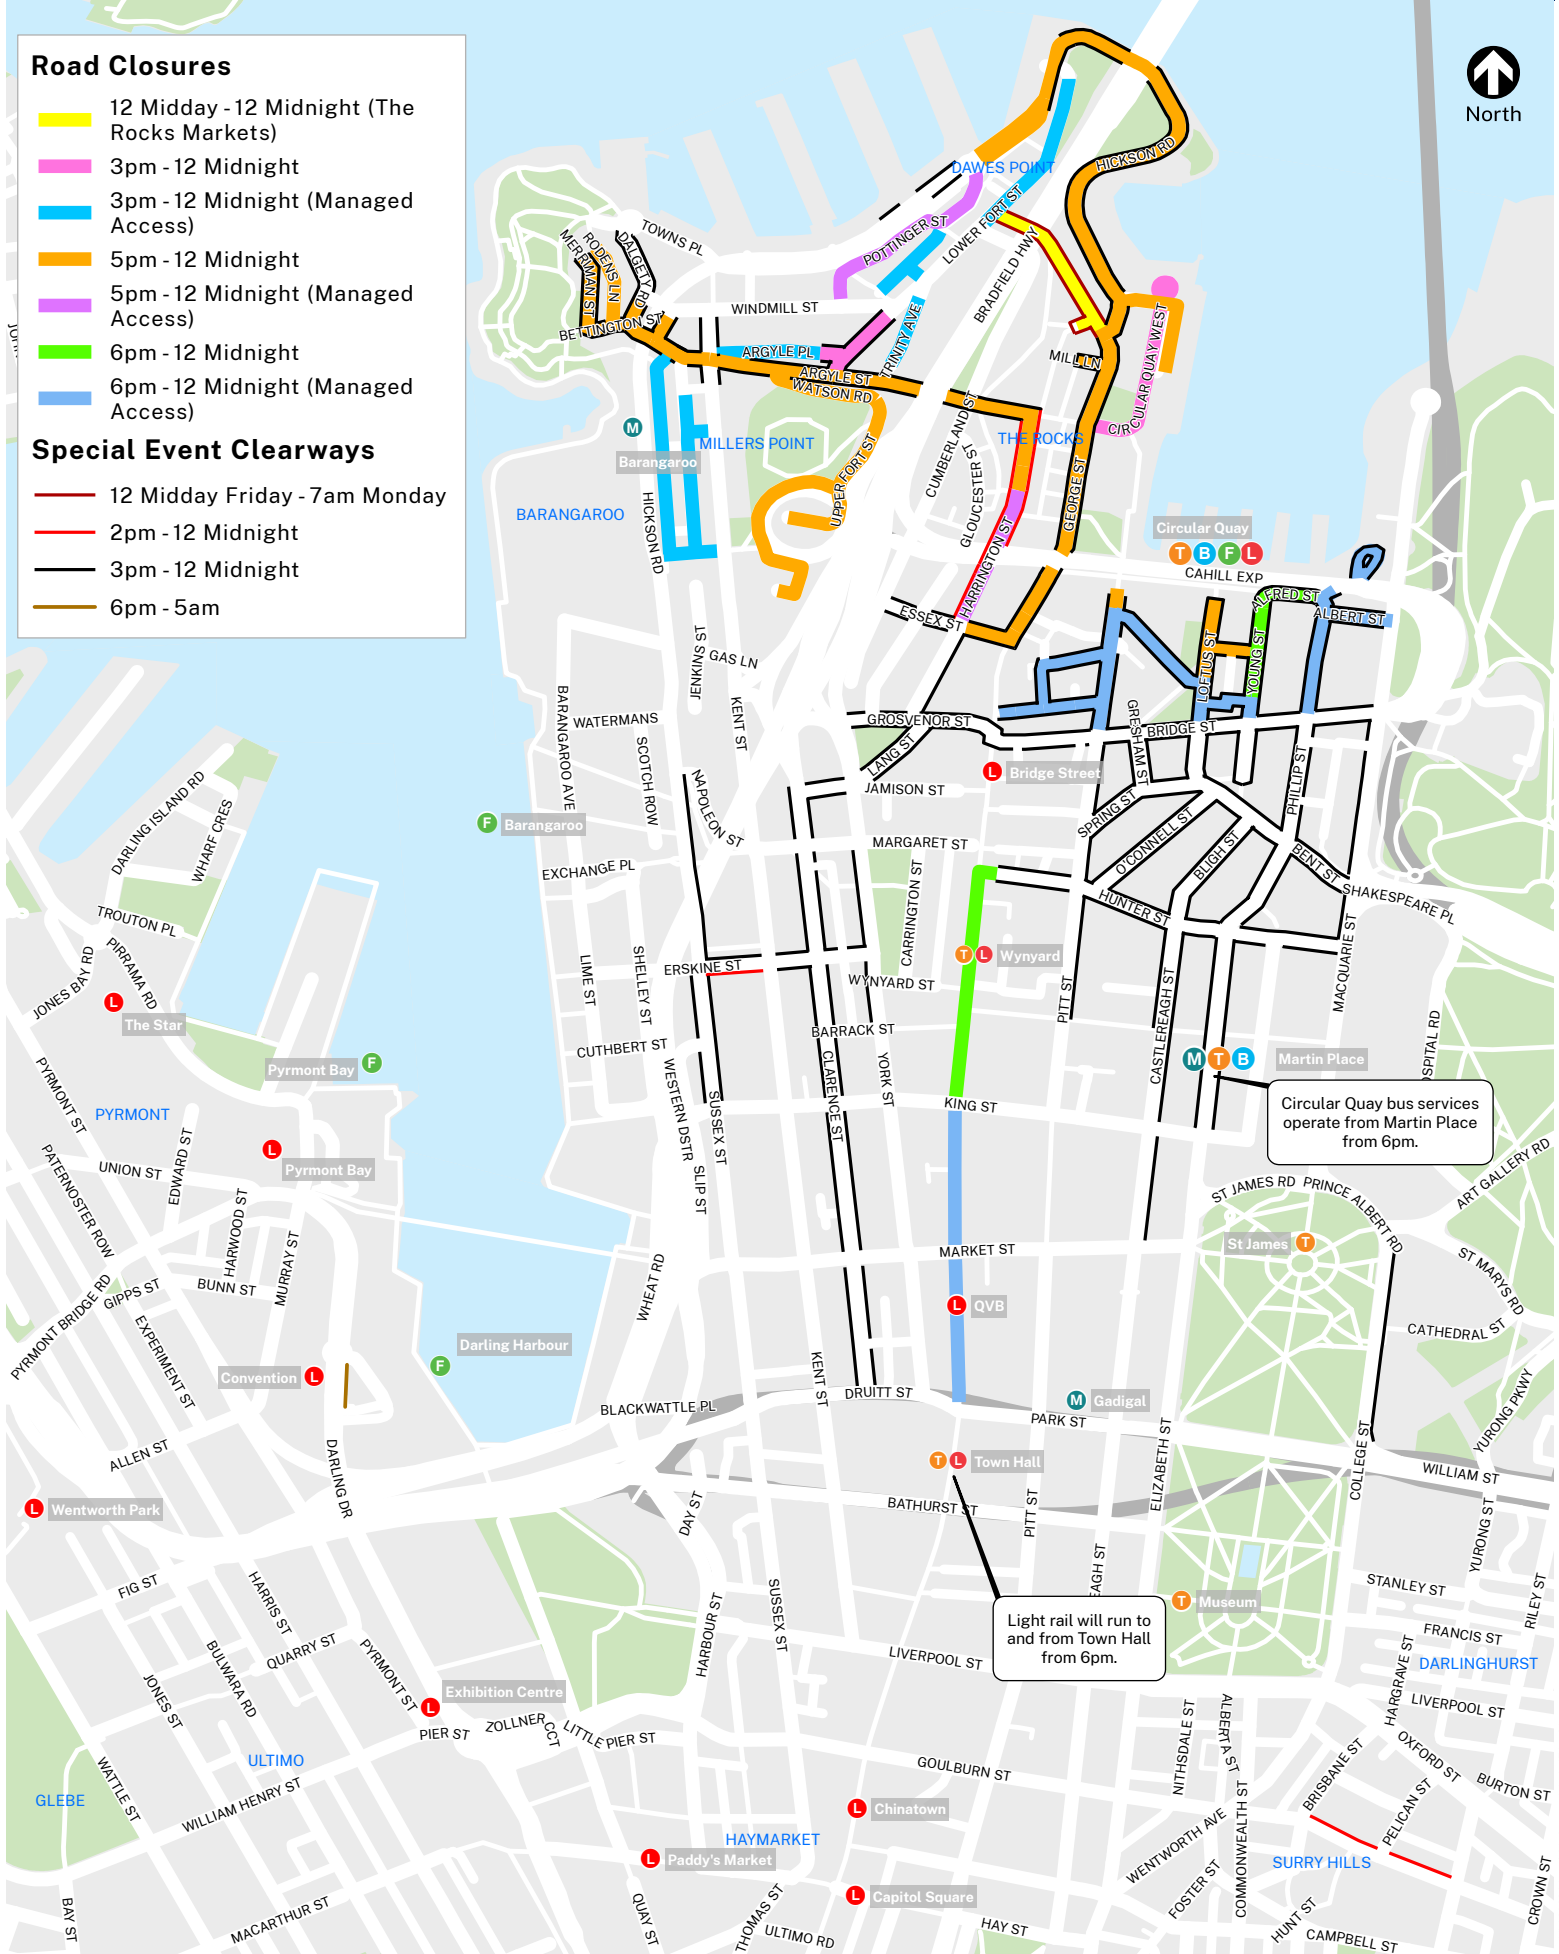 Road Closures
12 Midday - 12 Midnight (The
Rocks Markets)
3pm - 12 Midnight
3pm - 12 Midnight (Managed
Access)
5pm - 12 Midnight
5pm - 12 Midnight (Managed
Access)
6pm - 12 Midnight
6pm - 12 Midnight (Managed
Access)
Special Event Clearways
12 Midday Friday - 7am Monday
2pm - 12 Midnight
3pm - 12 Midnight
6pm - 5am
North
DAWES POINT
HICKSON RD
LOWER FORT ST
POTTINGER ST
BRADFIELD HWY
TOWNS PL
DALGETY RD
RODENS LN
MERRIMAN ST
BETTINGTON ST
WINDMILL ST
TRINITY AVE
ARGYLE PL
ARGYLE ST
WATSON RD
MILL LN
CIRCULAR QUAY WEST
M
Barangaroo
MILLERS POINT
UPPER FORT ST
CUMBERLAND ST
GLOUCESTER ST
THE ROCKS
GEORGE ST
HARRINGTON ST
BARANGAROO
HICKSON RD
Circular Quay
T B F L
CAHILL EXP
ALFRED ST
ALBERT ST
ESSEX ST
LOFTUS ST
YOUNG ST
JENKINS ST
GAS LN
KENT ST
WATERMANS
BARANGAROO AVE
SCOTCH ROW
NAPOLEON ST
GROSVENOR ST
LANG ST
GRESHAM ST
BRIDGE ST
PHILLIP ST
L Bridge Street
JAMISON ST
SPRING ST
O'CONNELL ST
BLIGH ST
BENT ST
SHAKESPEARE PL
MARGARET ST
HUNTER ST
F Barangaroo
EXCHANGE PL
CARRINGTON ST
DARLING ISLAND RD
WHARF CRES
TROUTON PL
PIRRAMA RD
JONES BAY RD
L
The Star
LIME ST
SHELLEY ST
ERSKINE ST
WYNYARD ST
T L Wynyard
PITT ST
CASTLEREAGH ST
MACQUARIE ST
BARRACK ST
CUTHBERT ST
WESTERN DSTR
SUSSEX ST
SLIP ST
CLARENCE ST
YORK ST
KING ST
M T B Martin Place
Circular Quay bus services
operate from Martin Place
from 6pm.
Pyrmont Bay F
PYRMONT ST
PYRMONT
L
Pyrmont Bay
UNION ST
EDWARD ST
PATERNOSTER ROW
HARWOOD ST
MURRAY ST
BUNN ST
GIPPS ST
PYRMONT BRIDGE RD
EXPERIMENT ST
ST JAMES RD
PRINCE ALBERT RD
ART GALLERY RD
St James T
ST MARYS RD
CATHEDRAL ST
MARKET ST
WHEAT RD
L QVB
Convention L
F
Darling Harbour
KENT ST
DRUITT ST
BLACKWATTLE PL
M Gadigal
PARK ST
ALLEN ST
DARLING DR
T L Town Hall
BATHURST ST
DAY ST
PITT ST
ELIZABETH ST
COLLEGE ST
YURONG PKWY
WILLIAM ST
L Wentworth Park
FIG ST
HARRIS ST
BULWARA RD
QUARRY ST
PYRMONT ST
JONES ST
HARBOUR ST
SUSSEX ST
Light rail will run to
and from Town Hall
from 6pm.
T Museum
STANLEY ST
YURONG ST
RILEY ST
FRANCIS ST
DARLINGHURST
HARGRAVE ST
LIVERPOOL ST
LIVERPOOL ST
Exhibition Centre
L
PIER ST
ZOLLNER CCT
LITTLE PIER ST
ULTIMO
WATTLE ST
WILLIAM HENRY ST
GLEBE
GOULBURN ST
NITHSDALE ST
ALBERTA ST
COMMONWEALTH ST
WENTWORTH AVE
BRISBANE ST
OXFORD ST
PELICAN ST
BURTON ST
L Chinatown
HAYMARKET
L Paddy's Market
L Capitol Square
SURRY HILLS
FOSTER ST
HUNT ST
CAMPBELL ST
CROWN ST
HAY ST
ULTIMO RD
THOMAS ST
QUAY ST
MACARTHUR ST
BAY ST